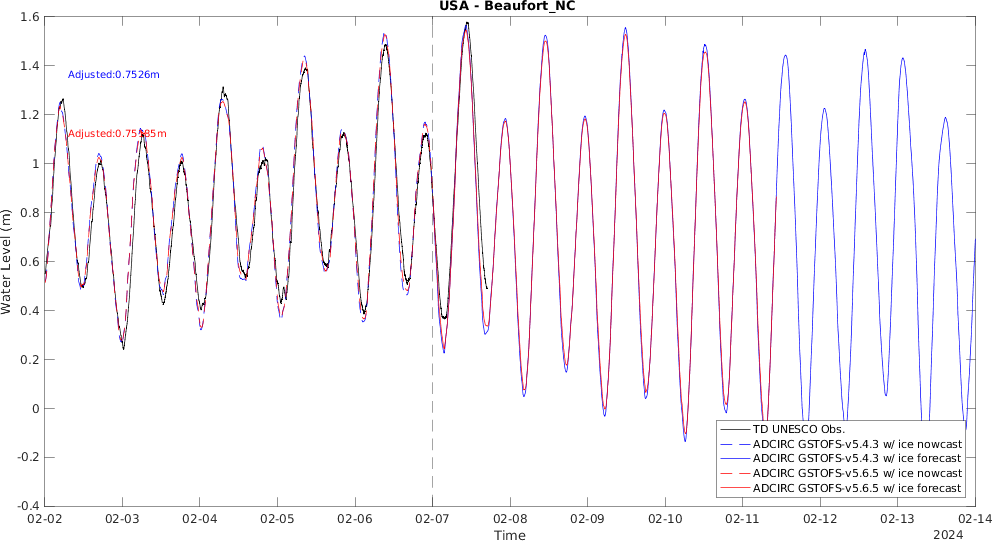 USA - Beaufort_NC
Water Level (m)
1.6
1.4
1.2
1
0.8
0.6
0.4
0.2
0
-0.2
-0.4
Adjusted:0.7526m
TD UNESCO Obs.
ADCIRC GSTOFS-v5.4.3 w/ ice nowcast
ADCIRC GSTOFS-v5.4.3 w/ ice forecast
ADCIRC GSTOFS-v5.6.5 w/ ice nowcast
ADCIRC GSTOFS-v5.6.5 w/ ice forecast
02-02 02-03 02-04 02-05 02-06 02-07 02-08 02-09 02-10 02-11 02-12 02-13 02-14
Time
2024